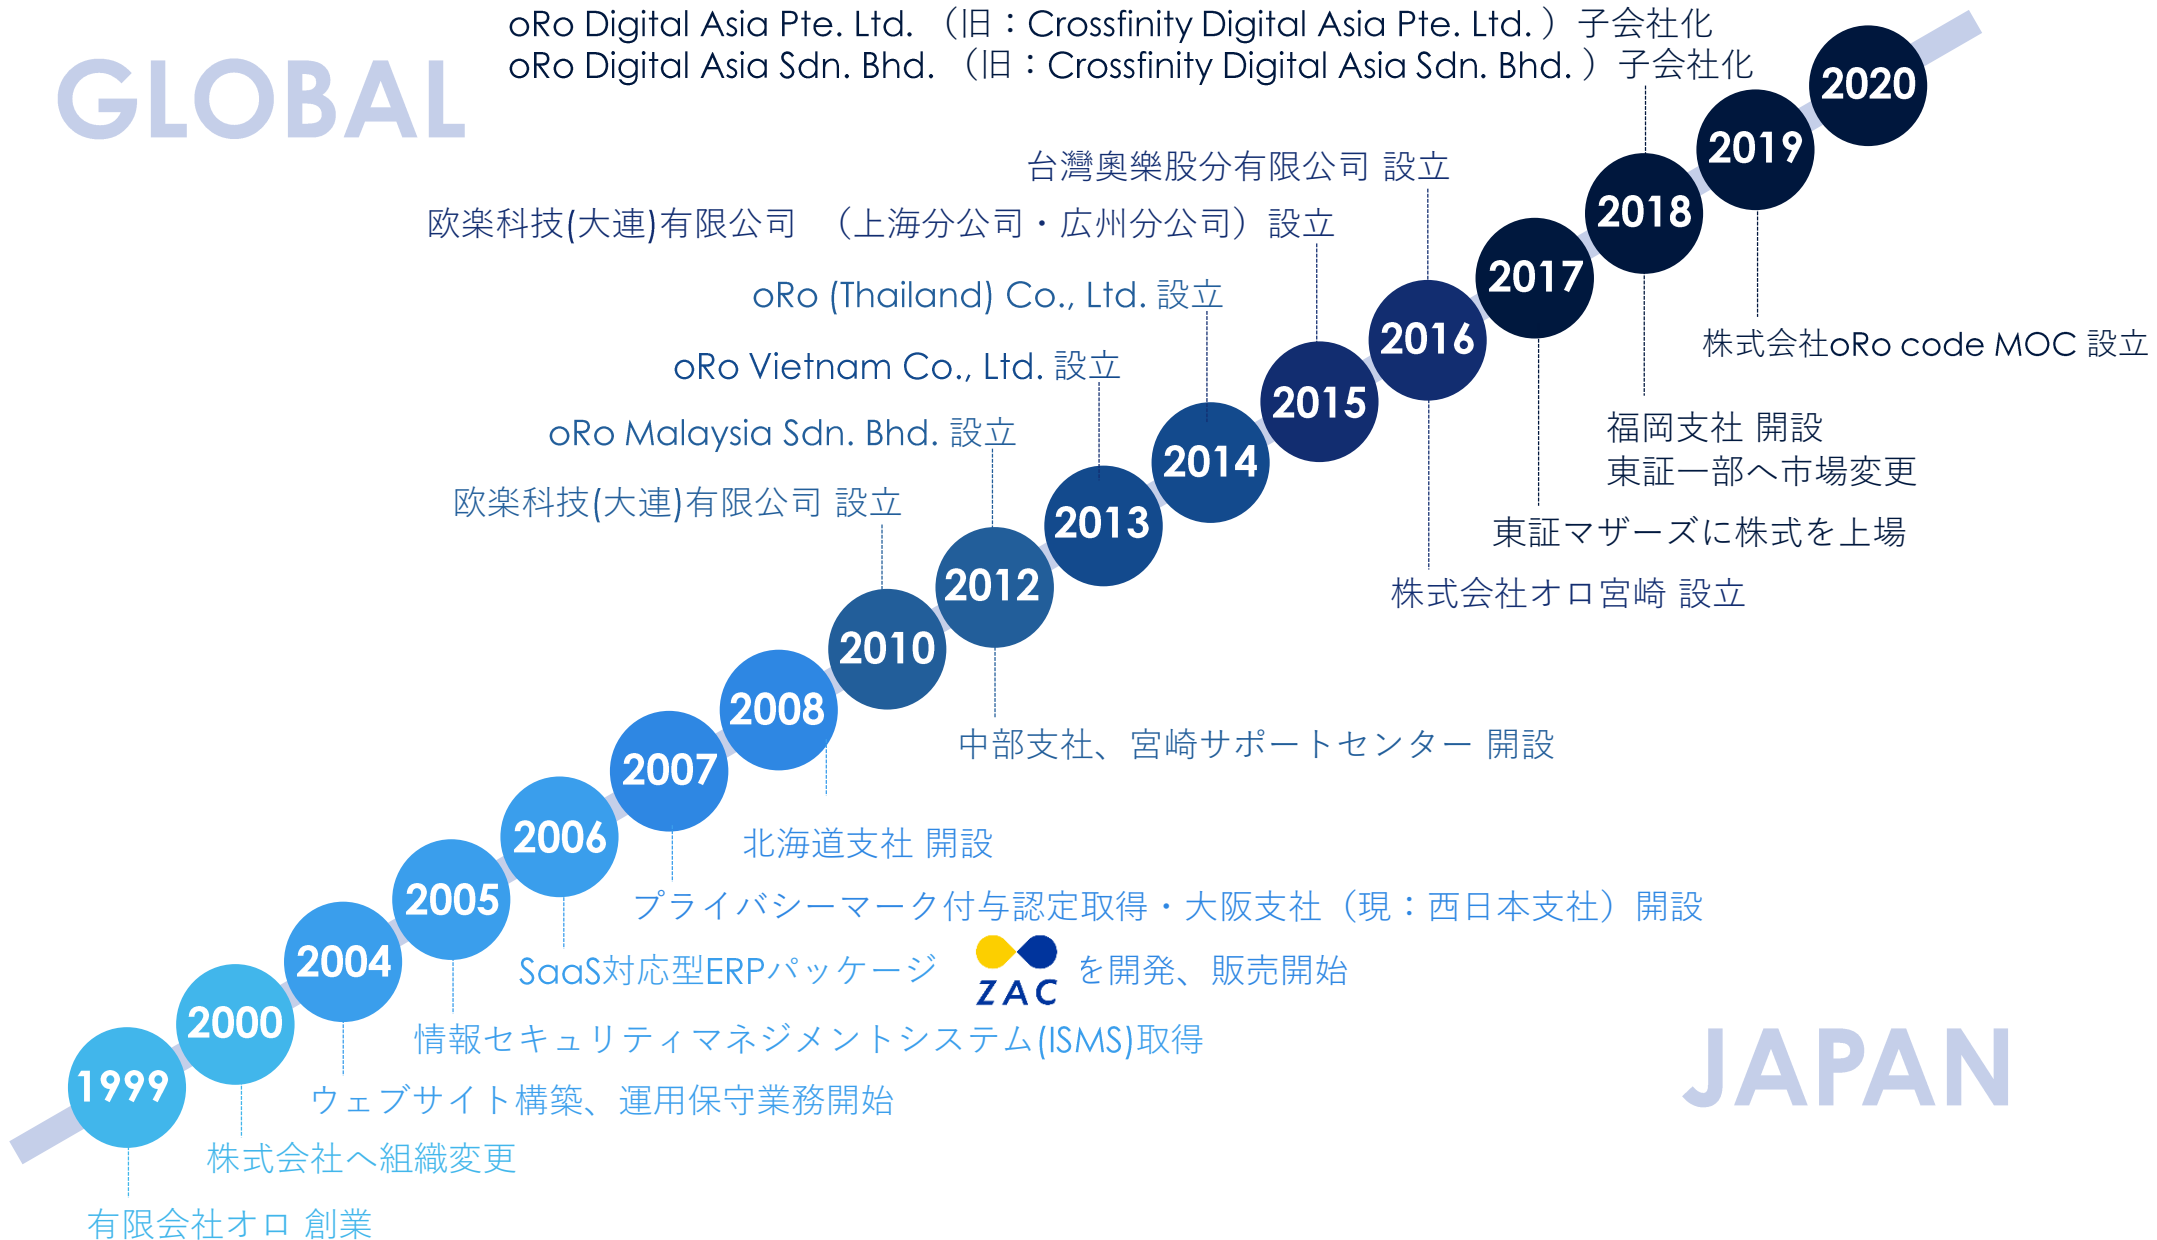 oRo Digital Asia Pte. Ltd. （旧：Crossfinity Digital Asia Pte. Ltd.）子会社化
oRo Digital Asia Sdn. Bhd. （旧：Crossfinity Digital Asia Sdn. Bhd.）子会社化
GLOBAL
2020
2019
台灣奧樂股分有限公司 設立
2018
欧楽科技(大連)有限公司 （上海分公司・広州分公司）設立
2017
oRo (Thailand) Co., Ltd. 設立
2016
株式会社oRo code MOC 設立
oRo Vietnam Co., Ltd. 設立
2015
福岡支社 開設
東証一部へ市場変更
oRo Malaysia Sdn. Bhd. 設立
2014
欧楽科技(大連)有限公司 設立
2013
東証マザーズに株式を上場
2012
株式会社オロ宮崎 設立
2010
2008
中部支社、宮崎サポートセンター 開設
2007
2006
北海道支社 開設
2005
プライバシーマーク付与認定取得・大阪支社（現：西日本支社）開設
2004
SaaS対応型ERPパッケージ ZAC を開発、販売開始
2000
情報セキュリティマネジメントシステム(ISMS)取得
JAPAN
1999
ウェブサイト構築、運用保守業務開始
株式会社へ組織変更
有限会社オロ 創業